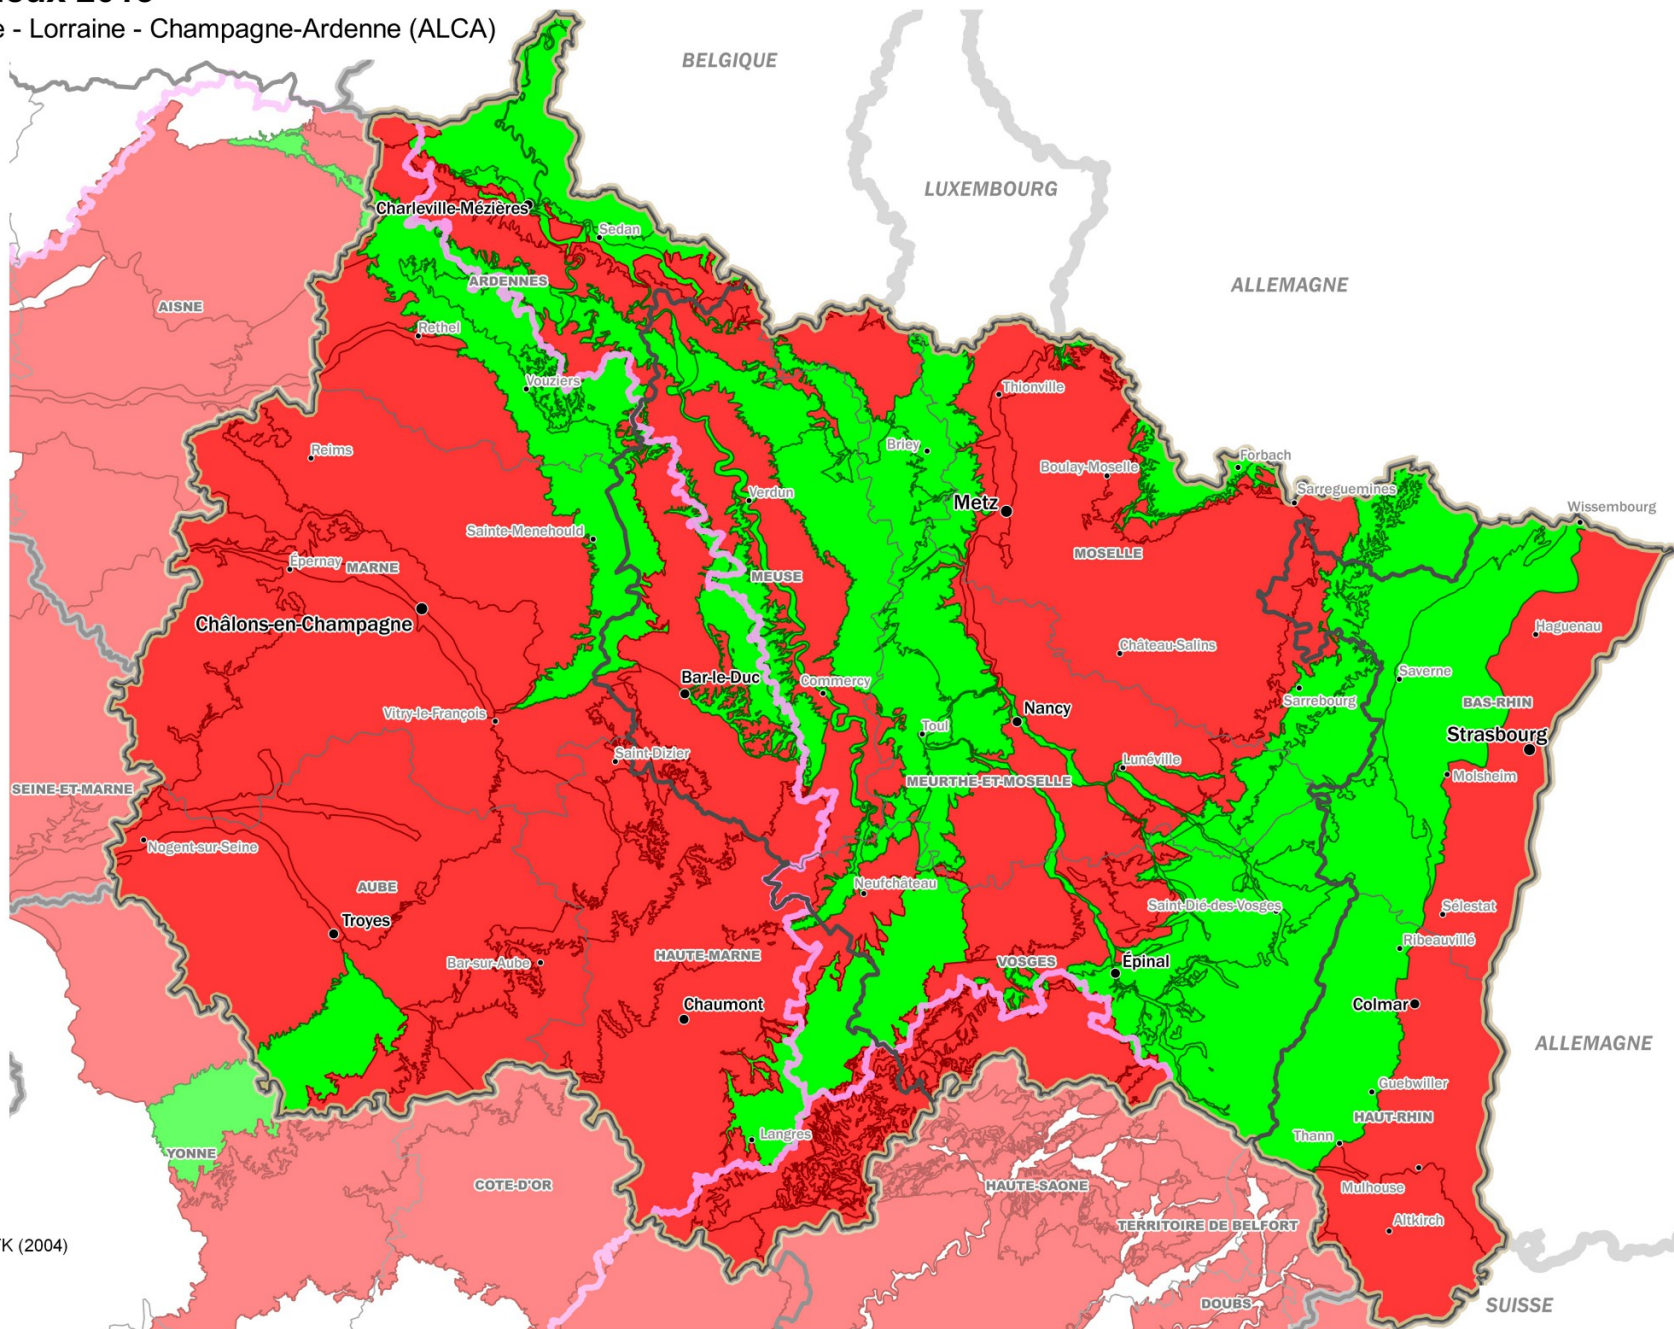 - Lorraine - Champagne-Ardenne (ALCA)
BELGIQUE
LUXEMBOURG
ALLEMAGNE
Charleville-Mézières
Sedan
ARDENNES
AISNE
Rethel
Vouziers
Thionville
Briey
Reims
Boulay-Moselle
Forbach
Sarreguemines
Wissembourg
Verdun
Metz
Sainte-Menehould
MOSELLE
Épernay
MARNE
MEUSE
Châlons-en-Champagne
Haguenau
Château-Salins
Bar-le-Duc
Commercy
Saverne
Sarrebourg
BAS-RHIN
Vitry-le-François
Nancy
Toul
Strasbourg
Saint-Dizier
Lunéville
SEINE-ET-MARNE
MEURTHE-ET-MOSELLE
Molsheim
Nogent-sur-Seine
AUBE
Neufchâteau
Saint-Dié-des-Vosges
Sélestat
Troyes
Ribeauvillé
HAUTE-MARNE
Bar-sur-Aube
VOSGES
Épinal
Chaumont
Colmar
ALLEMAGNE
Guebwiller
HAUT-RHIN
Langres
Thann
YONNE
COTE-D'OR
HAUTE-SAONE
Mulhouse
TERRITOIRE DE BELFORT
Altkirch
(2004)
DOUBS
SUISSE